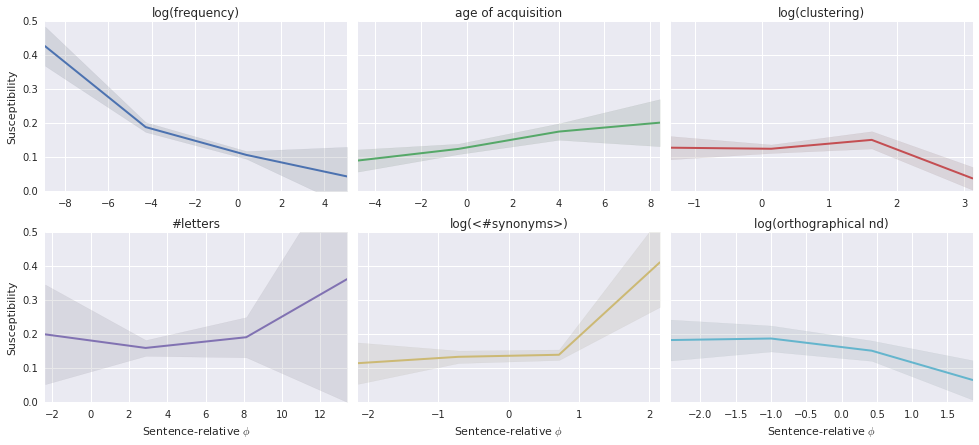 log(frequency)
age of acquisition
log(clustering)
Susceptibility
0.5
0.4
0.3
0.2
0.1
0.0
−8 −6 −4 −2 0 2 4
−4 −2 0 2 4 6 8
−1 0 1 2 3
#letters
log(<#synonyms>)
log(orthographical nd)
Susceptibility
0.5
0.4
0.3
0.2
0.1
0.0
−2 0 2 4 6 8 10 12
−2 −1 0 1 2
−2.0 −1.5 −1.0 −0.5 0.0 0.5 1.0 1.5
Sentence-relative ϕ
Sentence-relative ϕ
Sentence-relative ϕ